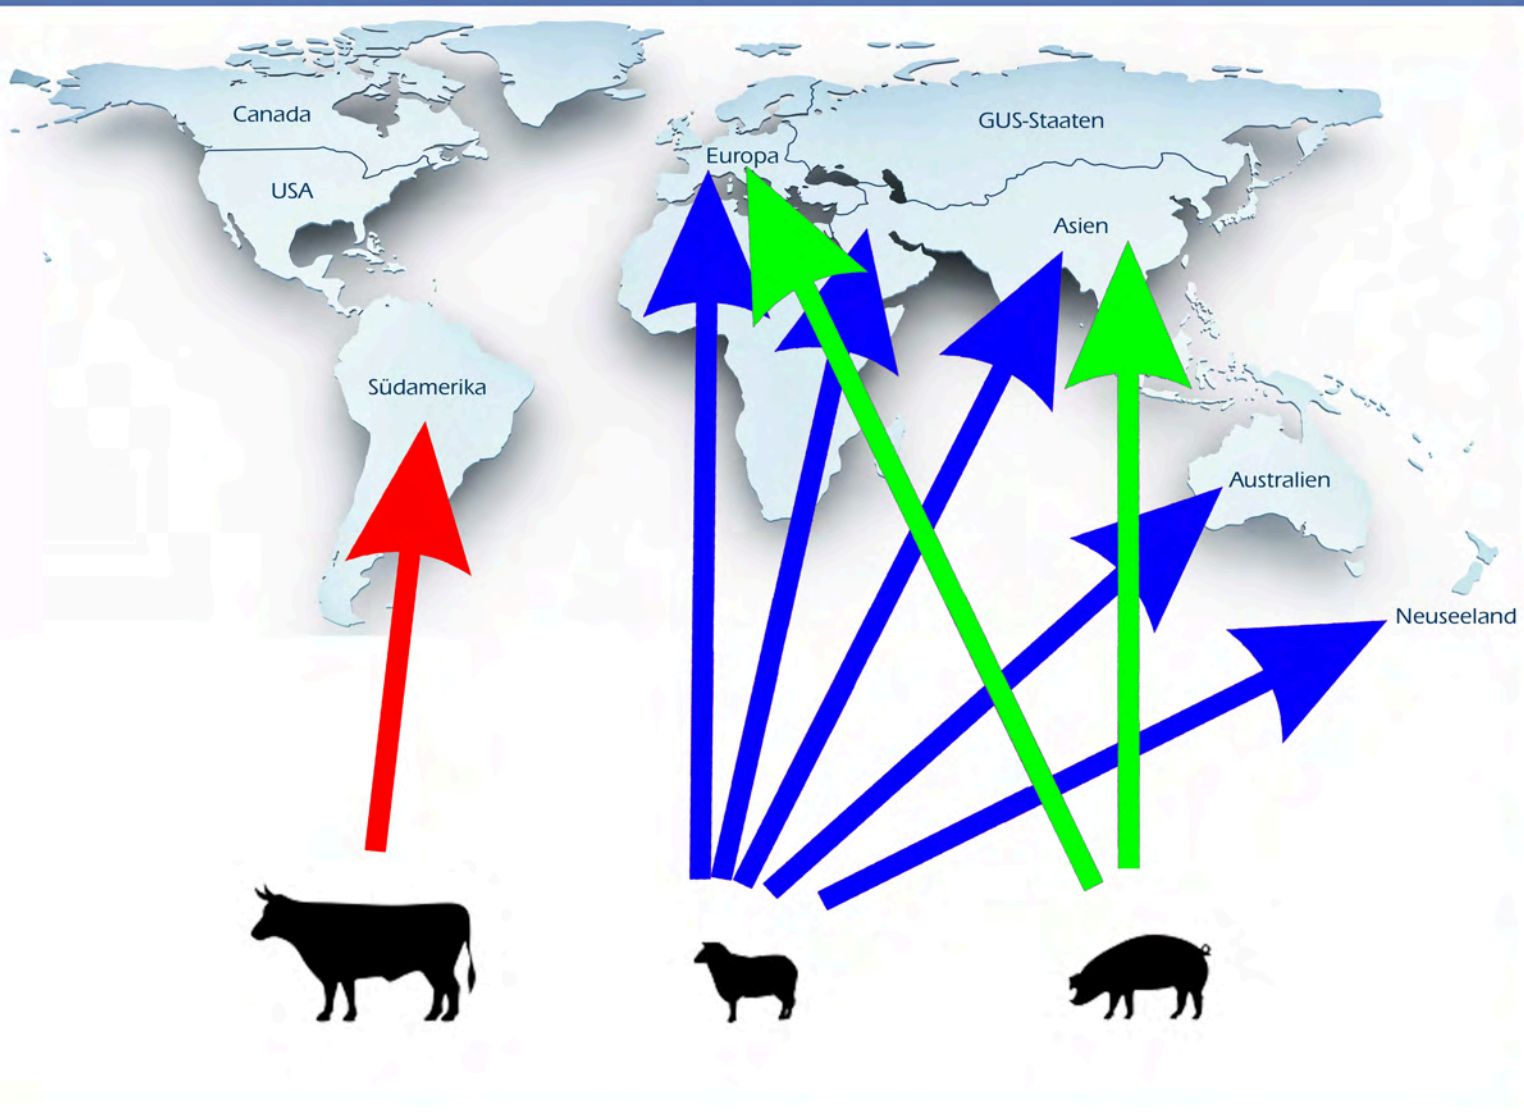 Canada
GUS-Staaten
Europa
USA
Asien
Südamerika
Australien
Neuseeland